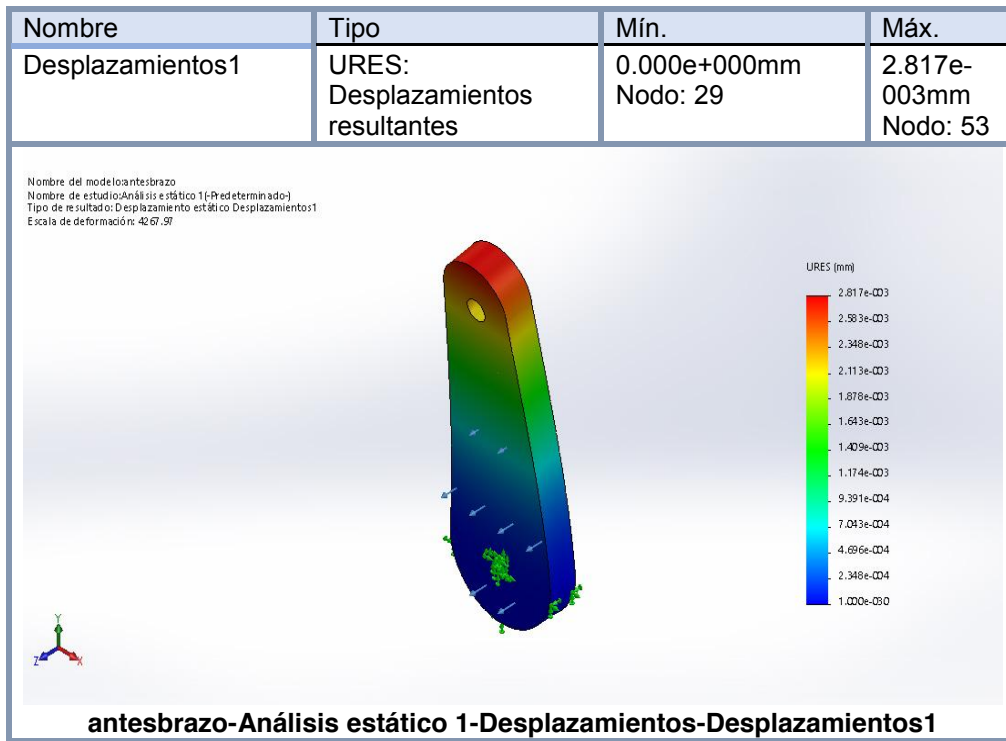 Nombre Tipo Mín. Máx.
Desplazamientos1 URES: 0.000e+000mm 2.817e-
Desplazamientos Nodo: 29 003mm
resultantes Nodo: 53
Nombre del modelo:antesbrazo
Nombre de estudio:Análisis estático 1(-Predeterminado-)
Tipo de resultado: Desplazamiento estático Desplazamientos1
Escala de deformación: 4267.97
URES (mm)
2.817e-003
2.583e-003
2.348e-003
2.113e-003
1.878e-003
1.643e-003
1.409e-003
1.174e-003
9.391e-004
7.043e-004
4.696e-004
2.348e-004
1.000e-030
Y
Z X
antesbrazo-Análisis estático 1-Desplazamientos-Desplazamientos1